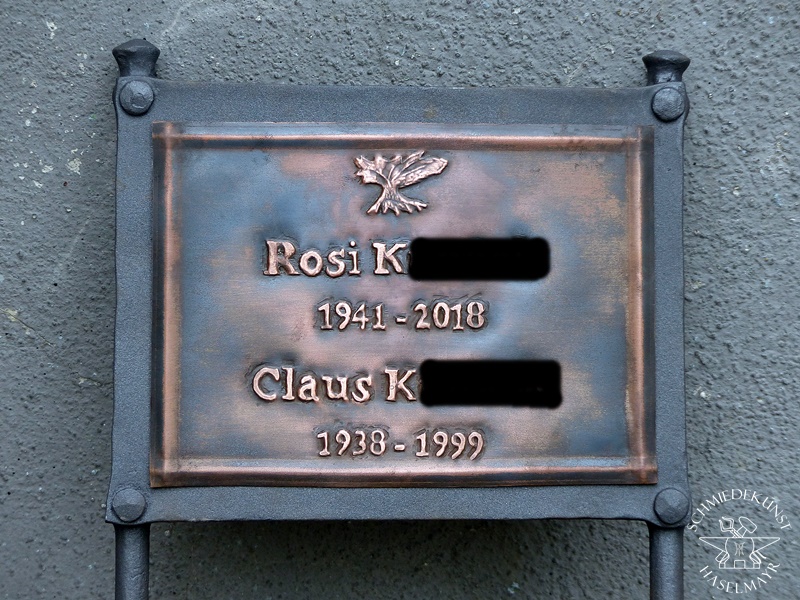 Rosi K
1941 - 2018
Claus K
1938 - 1999
SCHMIEDEKUNST
HASELMAYR